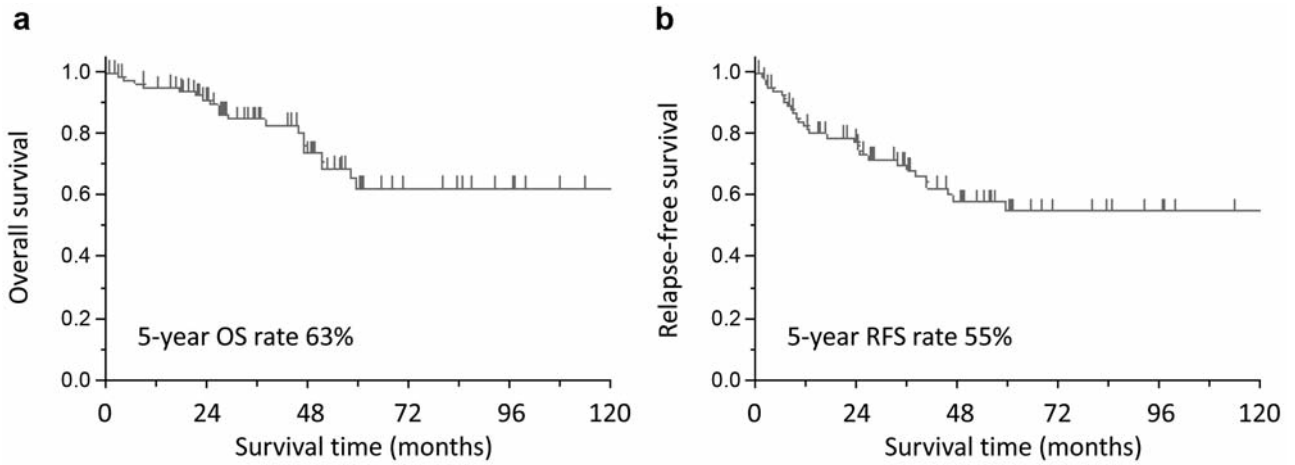 a
Overall survival
1.0
0.8
0.6
0.4
0.2
0.0
5-year OS rate 63%
0 24 48 72 96 120
Survival time (months)
b
Relapse-free survival
1.0
0.8
0.6
0.4
0.2
0.0
5-year RFS rate 55%
0 24 48 72 96 120
Survival time (months)